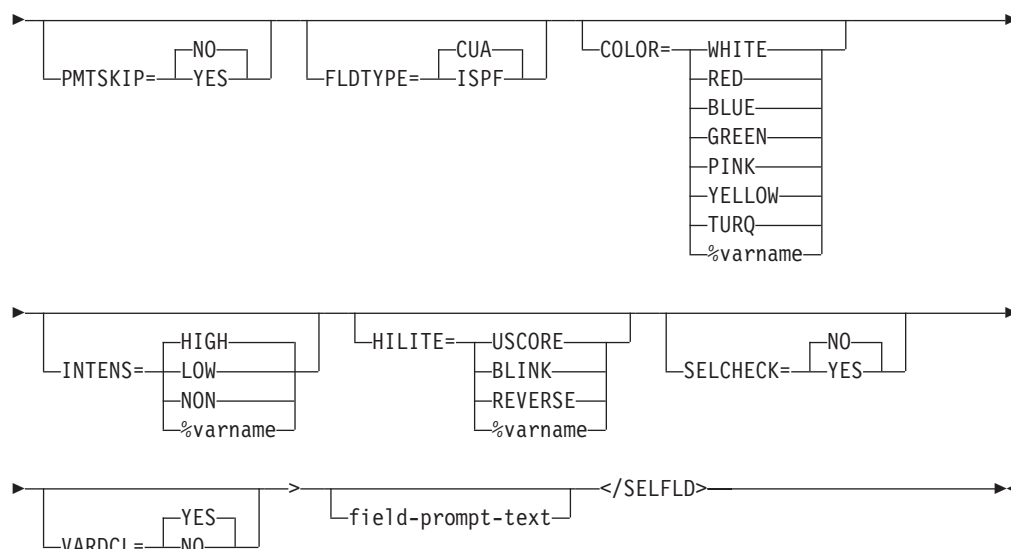 NO
CUA
COLOR= WHITE
PMTSKIP= YES
FLDTYPE= ISPF
RED
BLUE
GREEN
PINK
YELLOW
TURQ
%varname
HIGH
HILITE= USCORE
NO
INTENS= LOW
BLINK
SELCHECK= YES
NON
REVERSE
%varname
%varname
> </SELFLD>
YES
field-prompt-text
VARDCL= NO